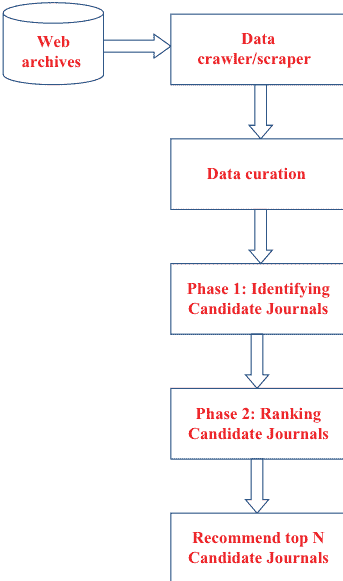 Web
archives
Data
crawler/scraper
Data curation
Phase 1: Identifying
Candidate Journals
Phase 2: Ranking
Candidate Journals
Recommend top N
Candidate Journals